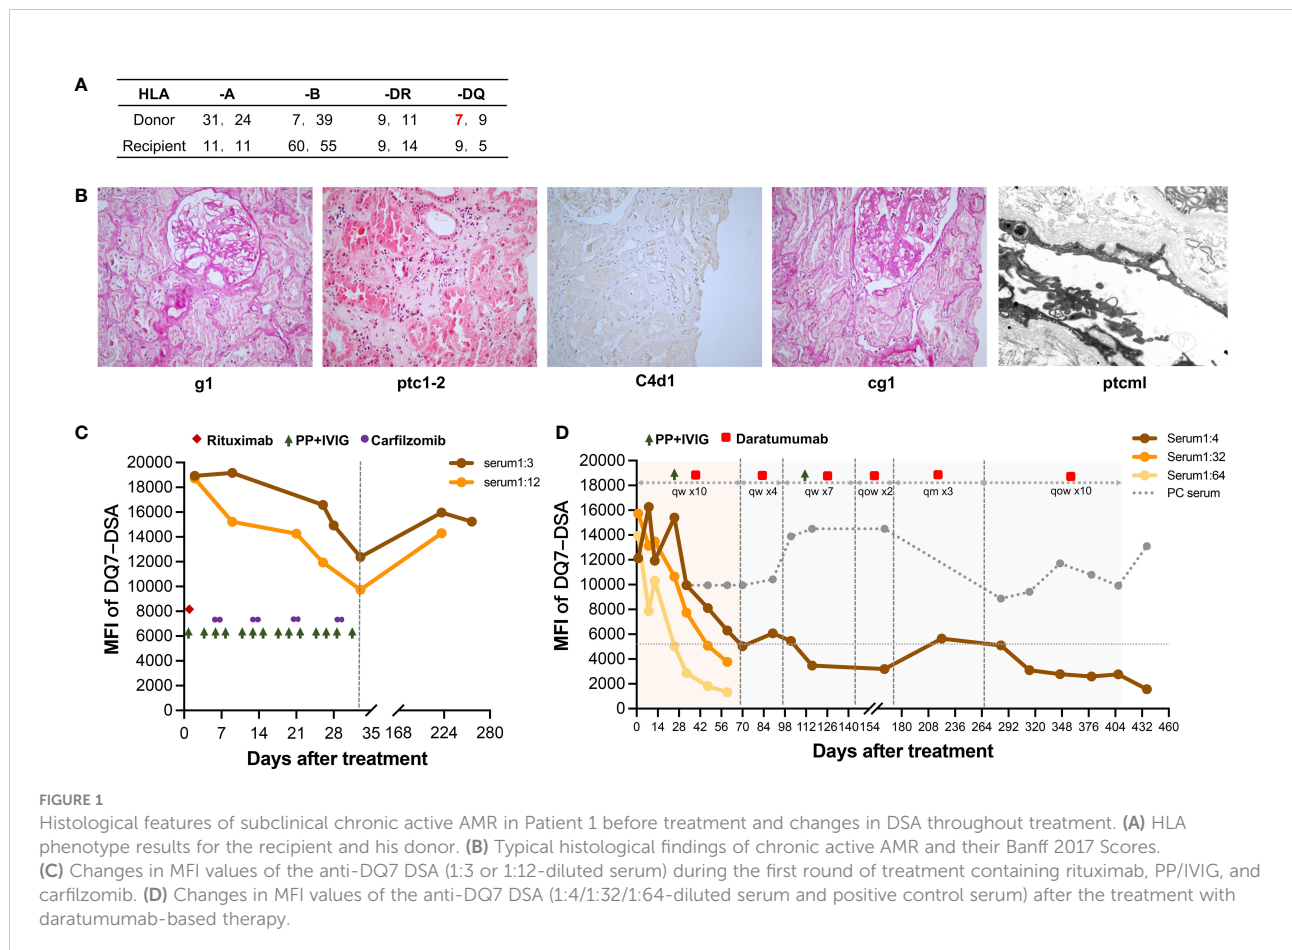 A
HLA -A -B -DR -DQ
Donor 31, 24 7, 39 9, 11 7, 9
Recipient 11, 11 60, 55 9, 14 9, 5
B
g1 ptc1-2 C4d1 cg1 ptcml
C
Rituximab PP+IVIG Carfilzomib
serum1:3
serum1:12
MFI of DQ7-DSA
20000
18000
16000
14000
12000
10000
8000
6000
4000
2000
0
0 7 14 21 28 35 168 224 280
Days after treatment
D
PP+IVIG Daratumumab
Serum1:4
Serum1:32
Serum1:64
PC serum
qw x10 qw x4 qw x7 qow x2 qm x3 qow x10
MFI of DQ7-DSA
20000
18000
16000
14000
12000
10000
8000
6000
4000
2000
0
0 14 28 42 56 70 84 98 112 126 140 154 180 208 236 264 292 320 348 376 404 432 460
Days after treatment
FIGURE 1
Histological features of subclinical chronic active AMR in Patient 1 before treatment and changes in DSA throughout treatment. (A) HLA
phenotype results for the recipient and his donor. (B) Typical histological findings of chronic active AMR and their Banff 2017 Scores.
(C) Changes in MFI values of the anti-DQ7 DSA (1:3 or 1:12-diluted serum) during the first round of treatment containing rituximab, PP/IVIG, and
carfilzomib. (D) Changes in MFI values of the anti-DQ7 DSA (1:4/1:32/1:64-diluted serum and positive control serum) after the treatment with
daratumumab-based therapy.